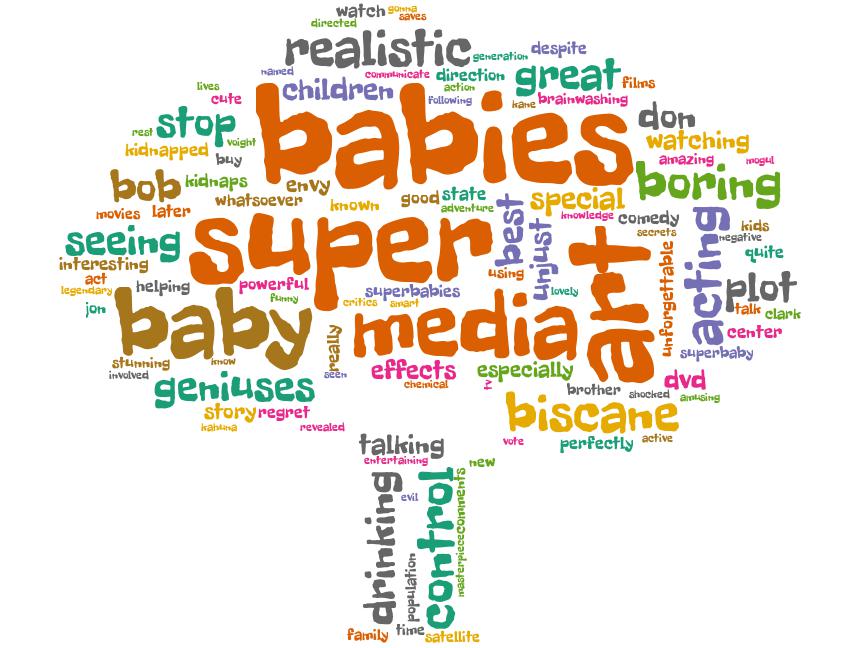 watch gonna
saves
directed
realistic generation despite
named communicate direction great films
lives children action
cute following kane brainwashing
babies
rest stop voight don
kidnapped buy watching
amazing mogul
bob kidnaps envy boring
whatsoever known good state special
adventure
movies later best knowledge comedy kids
seeing super unjust art secrets acting negative
interesting using quite
act helping powerful superbabies lovely unforgettable plot
legendary funny critics smart talk clark
jon baby really media center
stunning know effects especially superbaby
involved seen chemical tv brother shocked dvd
geniuses amusing
story regret biscane
kahuna revealed vote perfectly active
talking
entertaining new
drinking evil control comments
population masterpiece
family time satellite